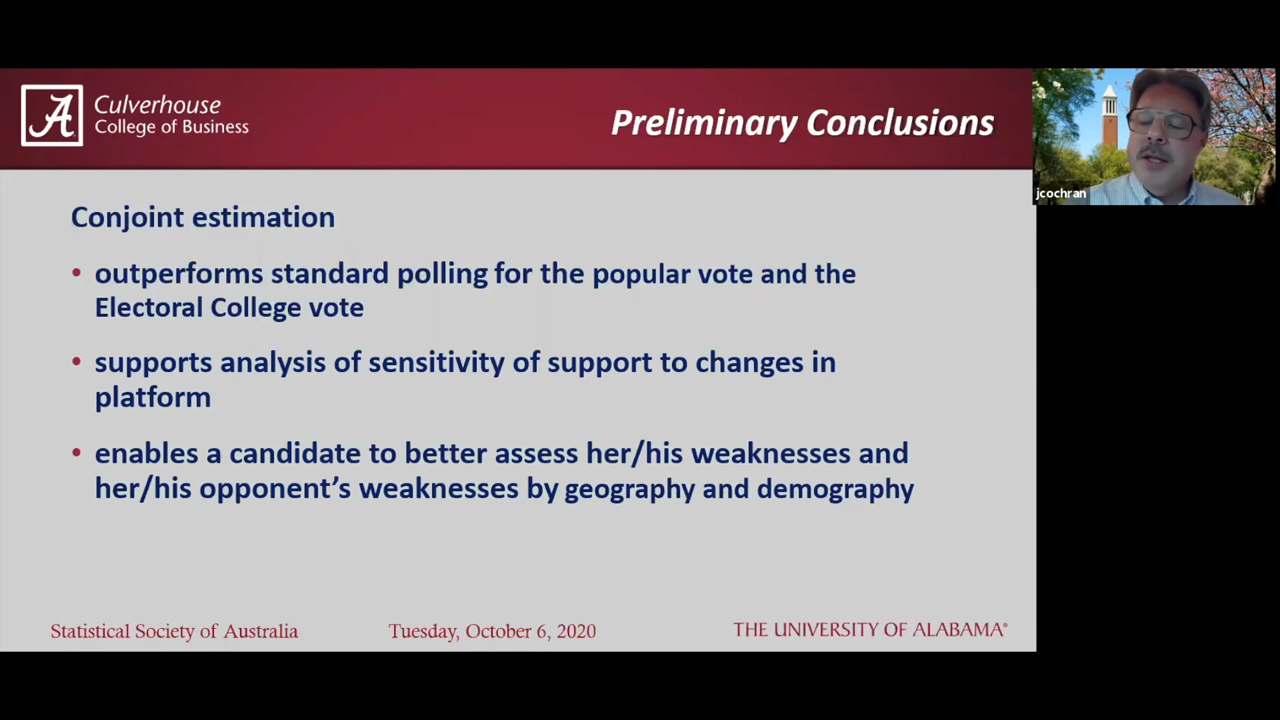 Culverhouse
College of Business
Preliminary Conclusions
jcochran
Conjoint estimation
• outperforms standard polling for the popular vote and the
Electoral College vote
• supports analysis of sensitivity of support to changes in
platform
• enables a candidate to better assess her/his weaknesses and
her/his opponent’s weaknesses by geography and demography
Statistical Society of Australia
Tuesday, October 6, 2020
THE UNIVERSITY OF ALABAMA®